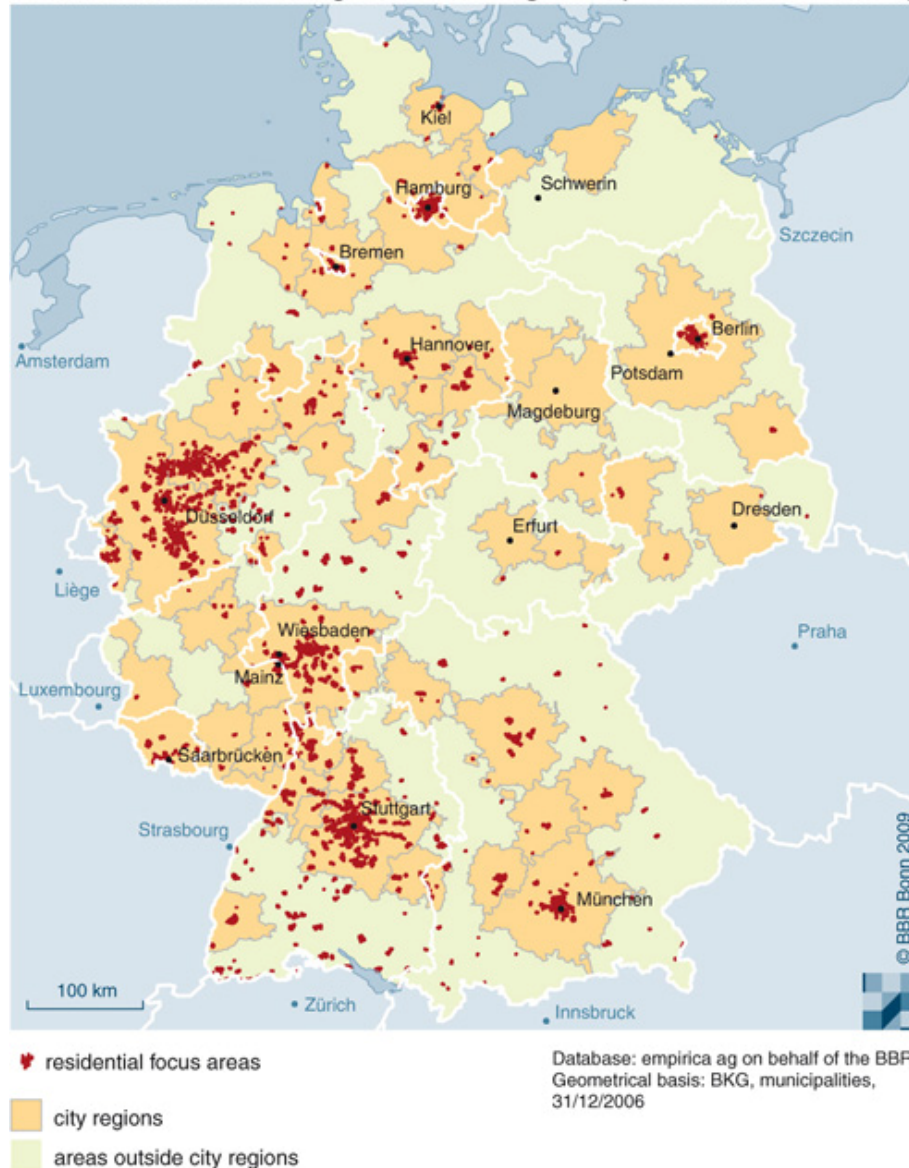 Kiel
Schwerin
Hamburg
Szczecin
Bremen
Berlin
Hannover
Amsterdam
Potsdam
Magdeburg
Düsseldorf
Dresden
Erfurt
Liège
Wiesbaden
Praha
Mainz
Luxembourg
Saarbrücken
Stuttgart
Strasbourg
© BBR Bonn 2009
München
100 km
Zürich
Innsbruck
residential focus areas
city regions
areas outside city regions
Database: empirica ag on behalf of the BBR
Geometrical basis: BKG, municipalities,
31/12/2006